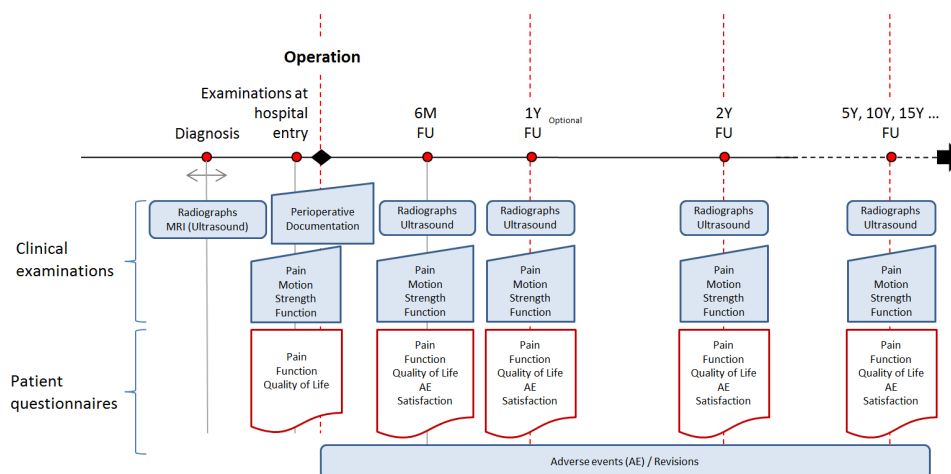 Operation
Examinations at
hospital
entry
Diagnosis
6M
FU
1Y Optional
FU
2Y
FU
5Y, 10Y, 15Y ...
FU
Clinical
examinations
Radiographs
MRI (Ultrasound)
Perioperative
Documentation
Radiographs
Ultrasound
Radiographs
Ultrasound
Radiographs
Ultrasound
Radiographs
Ultrasound
Pain
Motion
Strength
Function
Pain
Motion
Strength
Function
Pain
Motion
Strength
Function
Pain
Motion
Strength
Function
Pain
Motion
Strength
Function
Patient
questionnaires
Pain
Function
Quality of Life
Pain
Function
Quality of Life
AE
Satisfaction
Pain
Function
Quality of Life
AE
Satisfaction
Pain
Function
Quality of Life
AE
Satisfaction
Pain
Function
Quality of Life
AE
Satisfaction
Adverse events (AE) / Revisions